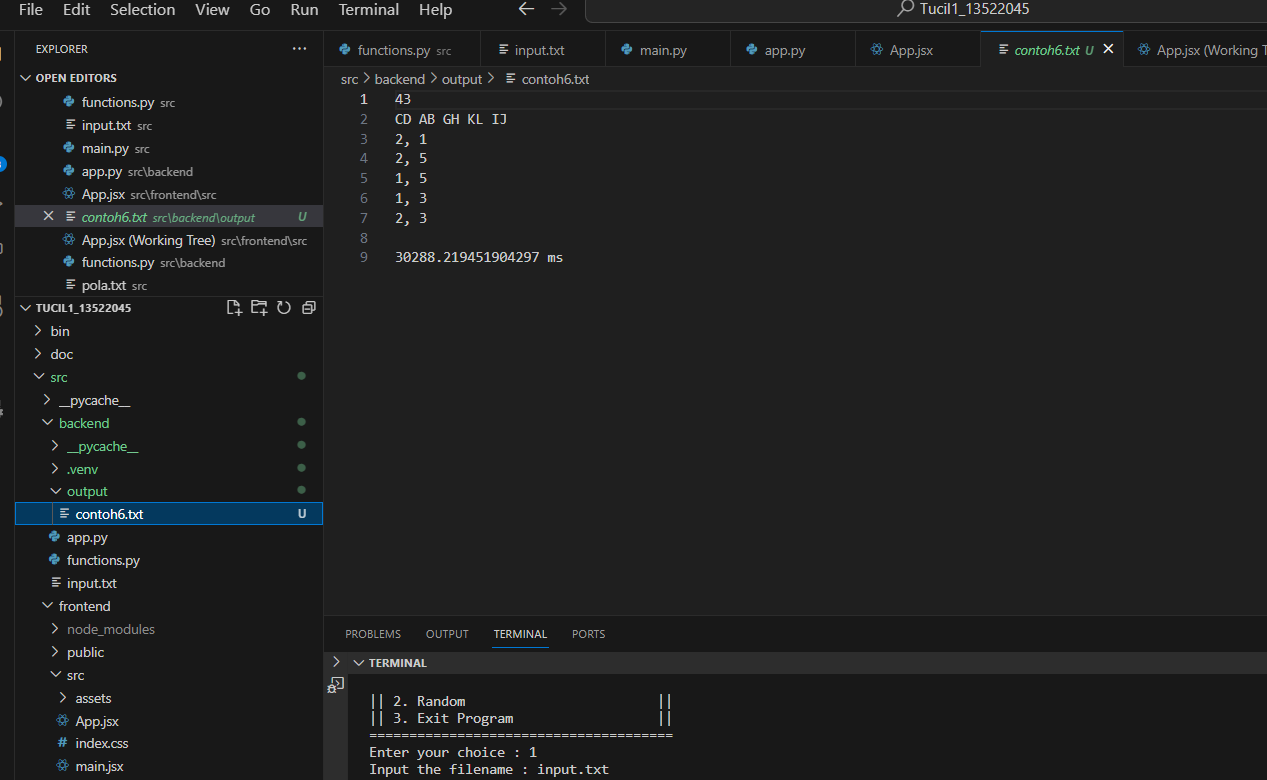 File Edit Selection View Go Run Terminal Help
Tucil1_13522045
EXPLORER
OPEN EDITORS
functions.py src
input.txt src
main.py src
app.py src\backend
App.jsx src\frontend\src
contoh6.txt src\backend\output U
App.jsx (Working Tree) src\frontend\src
functions.py src\backend
pola.txt src
TUCIL1_13522045
bin
doc
src
__pycache__
backend
__pycache__
.venv
output
contoh6.txt U
app.py
functions.py
input.txt
frontend
node_modules
public
src
assets
App.jsx
index.css
main.jsx
functions.py src input.txt main.py app.py App.jsx contoh6.txt U App.jsx (Working
src > backend > output > contoh6.txt
1 43
2 CD AB GH KL IJ
3 2, 1
4 2, 5
5 1, 5
6 1, 3
7 2, 3
8
9 30288.219451904297 ms
PROBLEMS OUTPUT TERMINAL PORTS
TERMINAL
|| 2. Random ||
|| 3. Exit Program ||
======================================
Enter your choice : 1
Input the filename : input.txt